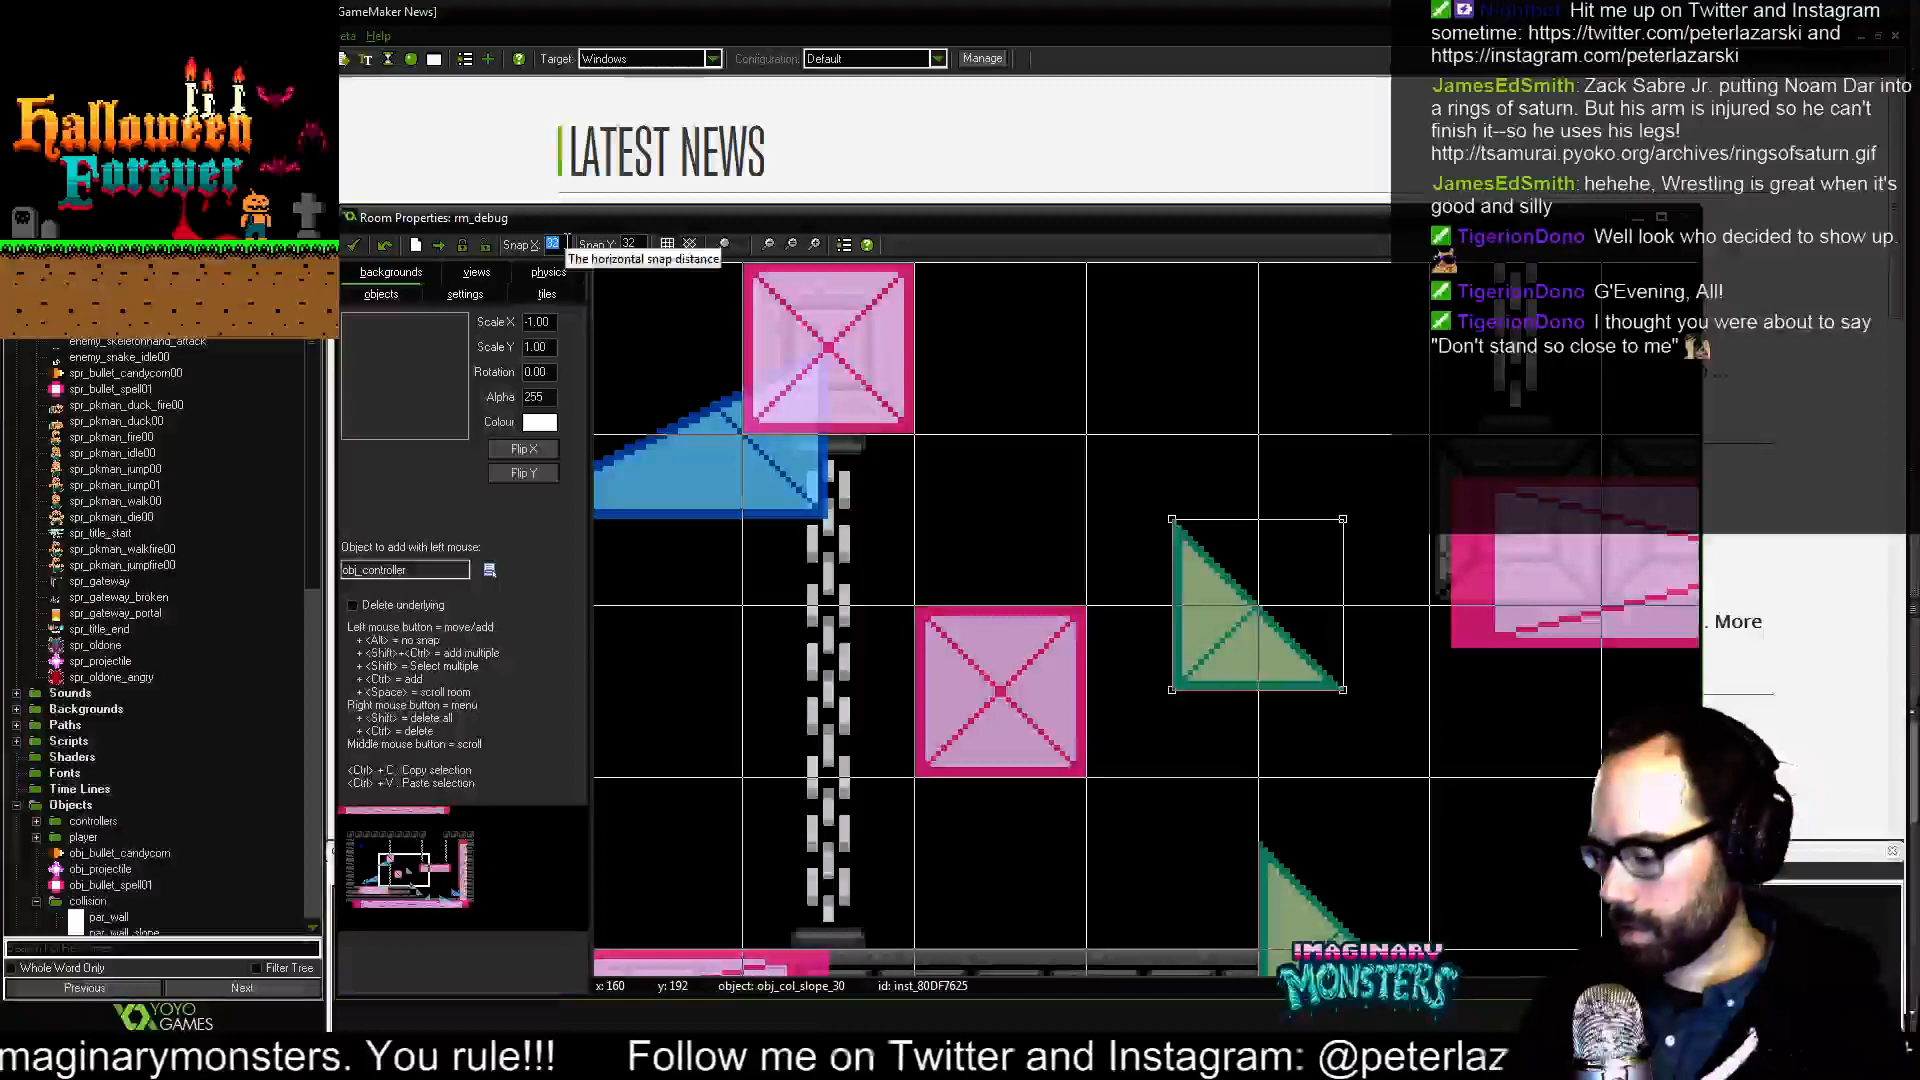 GameMaker News]
eta Help
Target: Windows Configuration: Default Manage
LATEST NEWS
Halloween
Forever
Room Properties: rm_debug
Snap X: 32 Snap Y: 32
The horizontal snap distance
backgrounds views physics
objects settings tiles
Scale X -1.00
Scale Y 1.00
Rotation 0.00
Alpha 255
Colour
Flip X
Flip Y
Object to add with left mouse:
obj_controller
Delete underlying
Left mouse button = move/add
+ <Alt> = no snap
+ <Shift>+<Ctrl> = add multiple
+ <Shift> = Select multiple
+ <Ctrl> = add
+ <Space> = scroll room
Right mouse button = menu
+ <Shift> = delete all
+ <Ctrl> = delete
Middle mouse button = scroll
<Ctrl> + C : Copy selection
<Ctrl> + V : Paste selection
enemy_skeletonhand_attack
enemy_snake_idle00
spr_bullet_candycorn00
spr_bullet_spell01
spr_pkman_duck_fire00
spr_pkman_duck00
spr_pkman_fire00
spr_pkman_idle00
spr_pkman_jump00
spr_pkman_jump01
spr_pkman_walk00
spr_pkman_die00
spr_title_start
spr_pkman_walkfire00
spr_pkman_jumpfire00
spr_gateway
spr_gateway_broken
spr_gateway_portal
spr_title_end
spr_oldone
spr_projectile
spr_oldone_angry
Sounds
Backgrounds
Paths
Scripts
Shaders
Fonts
Time Lines
Objects
controllers
player
obj_bullet_candycorn
obj_projectile
obj_bullet_spell01
collision
par_wall
par_wall_slope
Whole Word Only Filter Tree
Previous Next
YOYO
GAMES
x: 160 y: 192 object: obj_col_slope_30 id: inst_80DF7625
Nightbot Hit me up on Twitter and Instagram
sometime: https://twitter.com/peterlazarski and
https://instagram.com/peterlazarski
JamesEdSmith: Zack Sabre Jr. putting Noam Dar into
a rings of saturn. But his arm is injured so he can't
finish it--so he uses his legs!
http://tsamurai.pyoko.org/archives/ringsofsaturn.gif
JamesEdSmith: hehehe, Wrestling is great when it's
good and silly
TigerionDono Well look who decided to show up.
TigerionDono G'Evening, All!
TigerionDono I thought you were about to say
"Don't stand so close to me"
More
IMAGINARY
MONSTERS
maginarymonsters. You rule!!! Follow me on Twitter and Instagram: @peterlaz